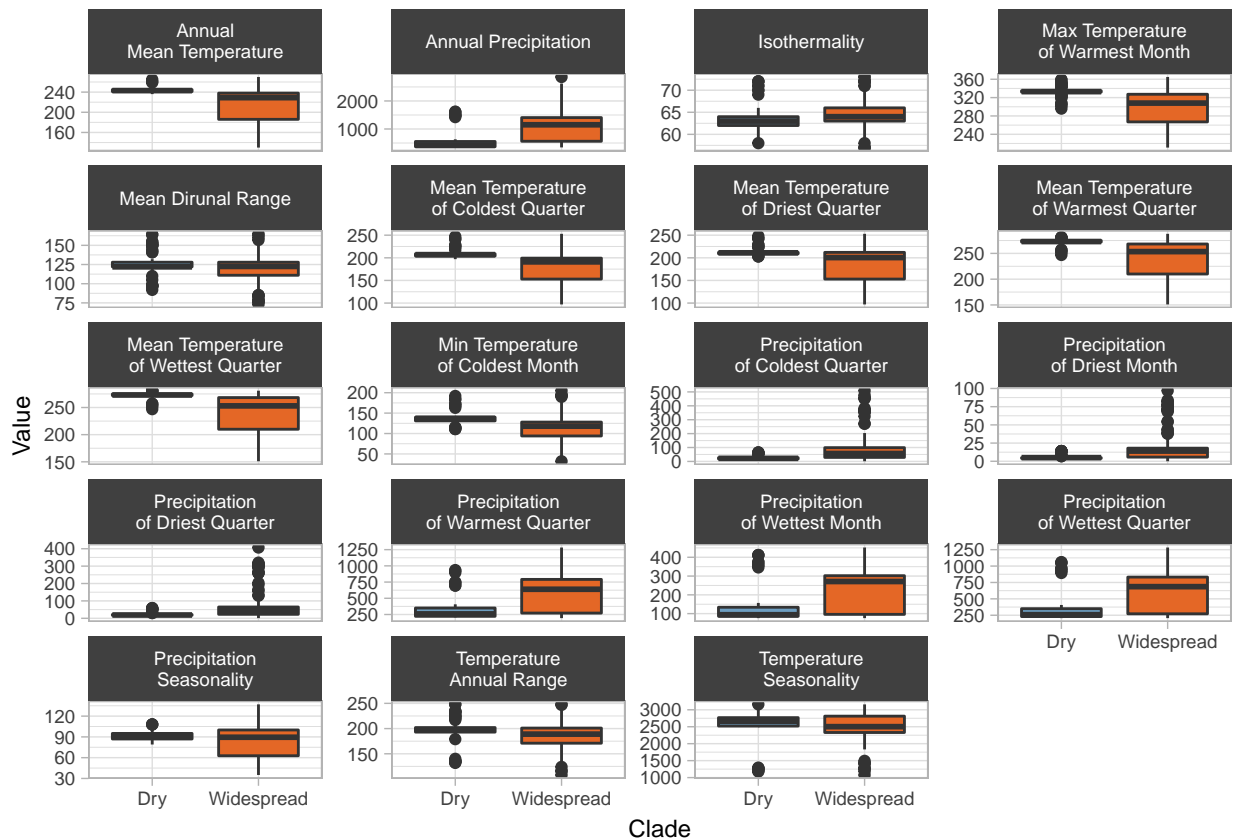 Annual
Mean Temperature
Annual Precipitation
Isothermality
Max Temperature
of Warmest Month
240
200
160
2000
1000
70
65
60
360
320
280
240
Mean Dirunal Range
Mean Temperature
of Coldest Quarter
Mean Temperature
of Driest Quarter
Mean Temperature
of Warmest Quarter
150
125
100
75
250
200
150
100
250
200
150
100
250
200
150
Mean Temperature
of Wettest Quarter
Min Temperature
of Coldest Month
Precipitation
of Coldest Quarter
Precipitation
of Driest Month
250
200
150
200
150
100
50
500
400
300
200
100
0
100
75
50
25
0
Value
Precipitation
of Driest Quarter
Precipitation
of Warmest Quarter
Precipitation
of Wettest Month
Precipitation
of Wettest Quarter
400
300
200
100
0
1250
1000
750
500
250
400
300
200
100
1250
1000
750
500
250
Dry Widespread
Precipitation
Seasonality
Temperature
Annual Range
Temperature
Seasonality
120
90
60
30
250
200
150
3000
2500
2000
1500
1000
Dry Widespread
Dry Widespread
Dry Widespread
Clade